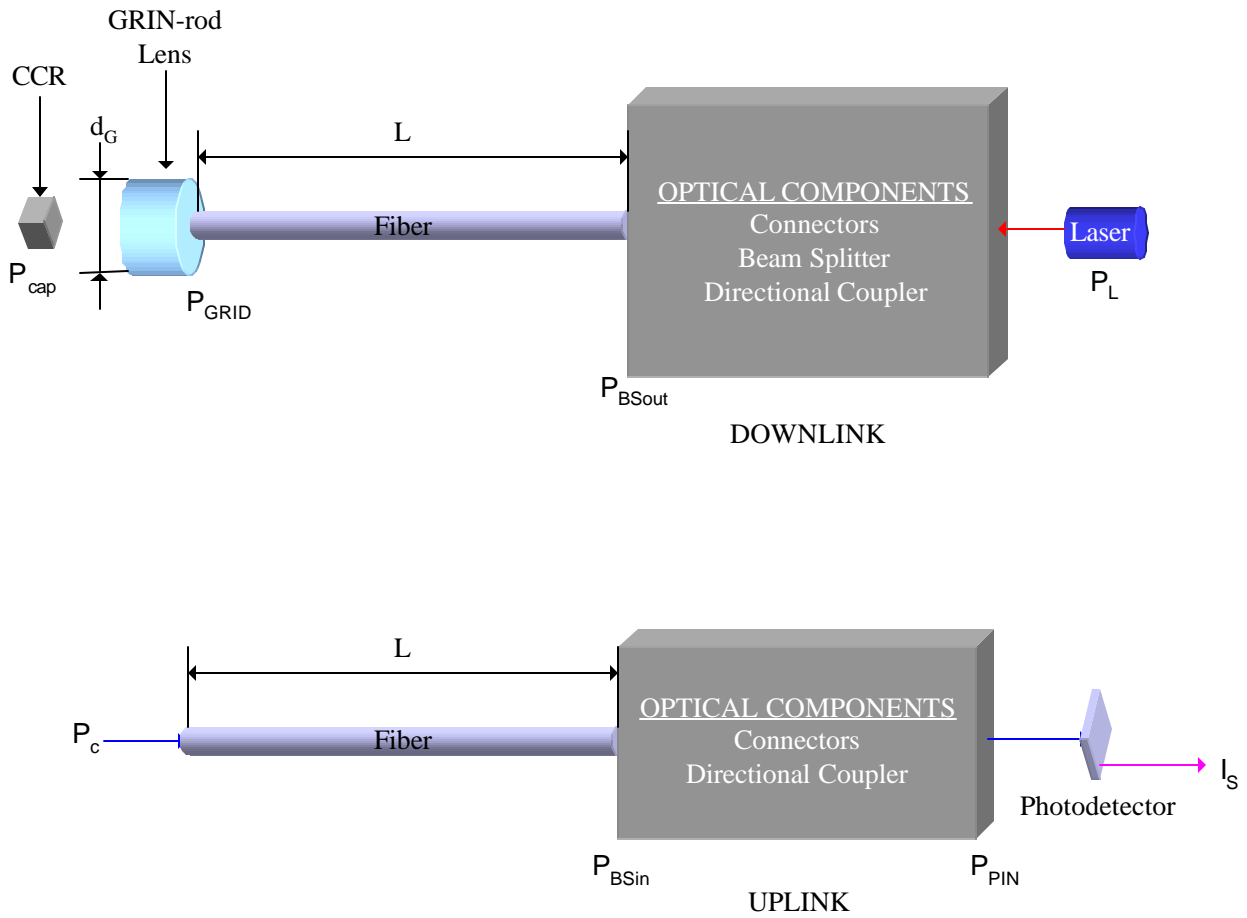 GRIN-rod
Lens
CCR
d_G
L
OPTICAL COMPONENTS
Connectors
Beam Splitter
Directional Coupler
Fiber
Laser
P_cap
P_GRID
P_L
P_BSout
DOWNLINK
L
OPTICAL COMPONENTS
Connectors
Directional Coupler
P_c
Fiber
I_S
Photodetector
P_BSin
P_PIN
UPLINK